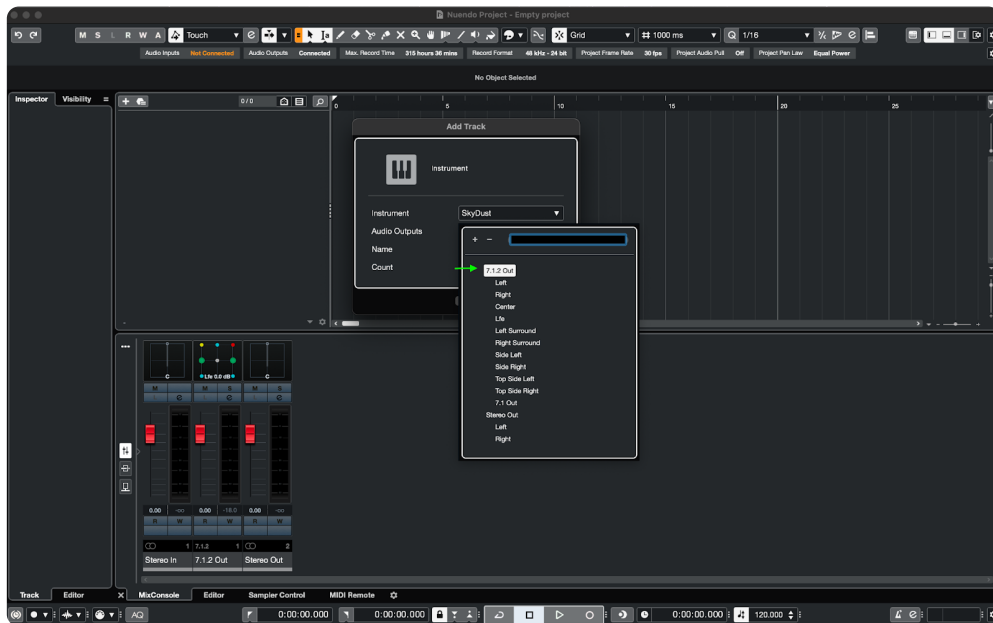 Nuendo Project - Empty project
M S L R W A Touch Grid 1000 ms Q 1/16
Audio Inputs Not Connected Audio Outputs Connected Max. Record Time 315 hours 36 mins Record Format 48 kHz - 24 bit Project Frame Rate 30 fps Project Audio Pull Off Project Pan Law Equal Power
No Object Selected
Inspector Visibility
0/0
0 5 10 15 20 25
Add Track
Instrument
Instrument SkyDust
Audio Outputs
Name
Count
+ −
7.1.2 Out
Left
Right
Center
Lfe
Left Surround
Right Surround
Side Left
Side Right
Top Side Left
Top Side Right
7.1 Out
Stereo Out
Left
Right
C Lfe 0.0 dB C
M M S M S
e e e
0.00 -oo 0.00 -18.0 0.00 -oo
R W R W R W
1 7.1.2 1 2
Stereo In 7.1.2 Out Stereo Out
Track Editor X MixConsole Editor Sampler Control MIDI Remote
AQ 0:00:00.000 0:00:00.000 0:00:00.000 120.000